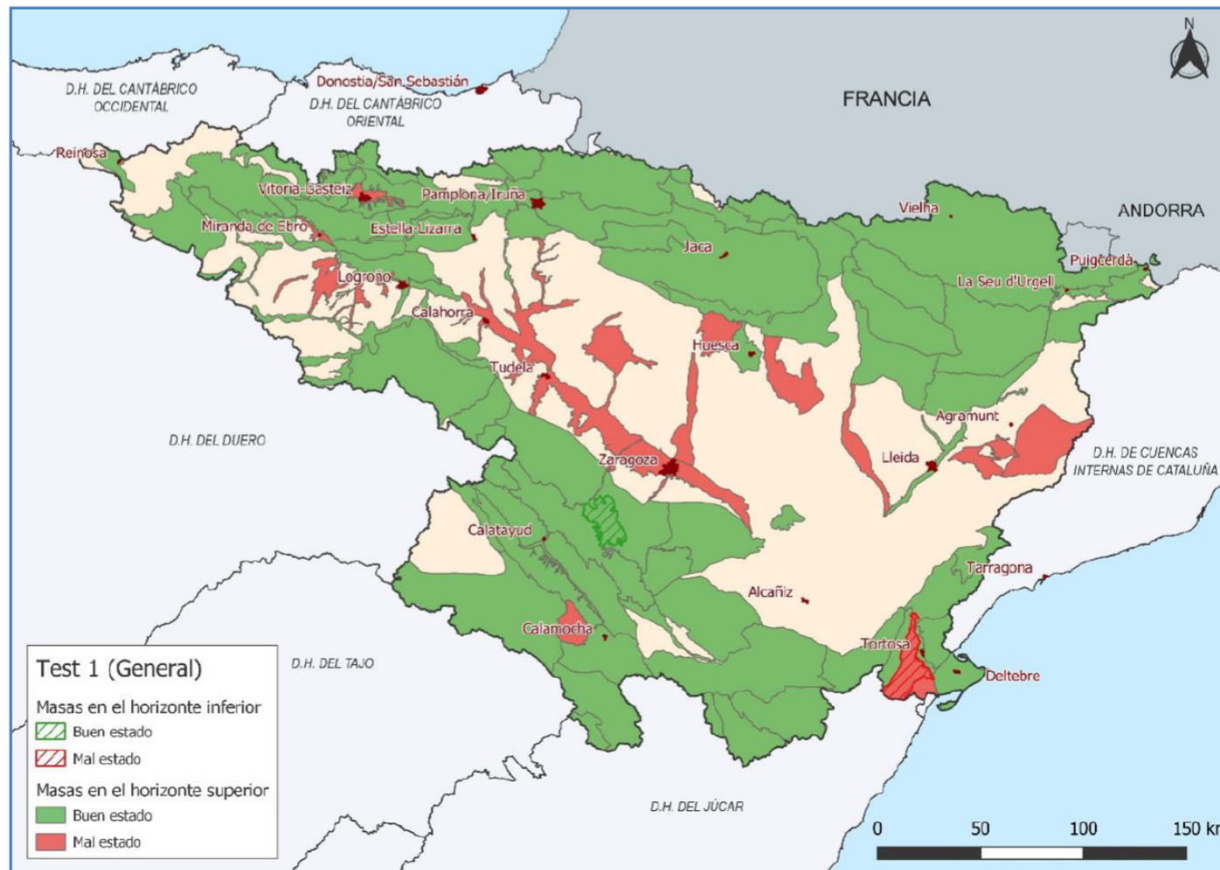 N
Donostia/San Sebastián
D.H. DEL CANTÁBRICO
OCCIDENTAL
D.H. DEL CANTÁBRICO
ORIENTAL
FRANCIA
Reinosa
Vitoria-Gasteiz
Pamplona/Iruña
Vielha
ANDORRA
Miranda de Ebro
Estella-Lizarra
Jaca
Puigcerdà
La Seu d'Urgell
Logroño
Calahorra
Huesca
Tudela
Agramunt
D.H. DEL DUERO
Zaragoza
Lleida
D.H. DE CUENCAS
INTERNAS DE CATALUÑA
Calatayud
Tarragona
Alcañiz
Calamocha
Tortosa
Deltebre
D.H. DEL TAJO
D.H. DEL JÚCAR
Test 1 (General)
Masas en el horizonte inferior
Buen estado
Mal estado
Masas en el horizonte superior
Buen estado
Mal estado
0 50 100 150 km